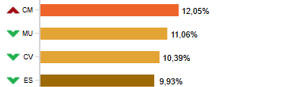 CM 12,05%
MU 11,06%
CV 10,39%
ES 9,93%